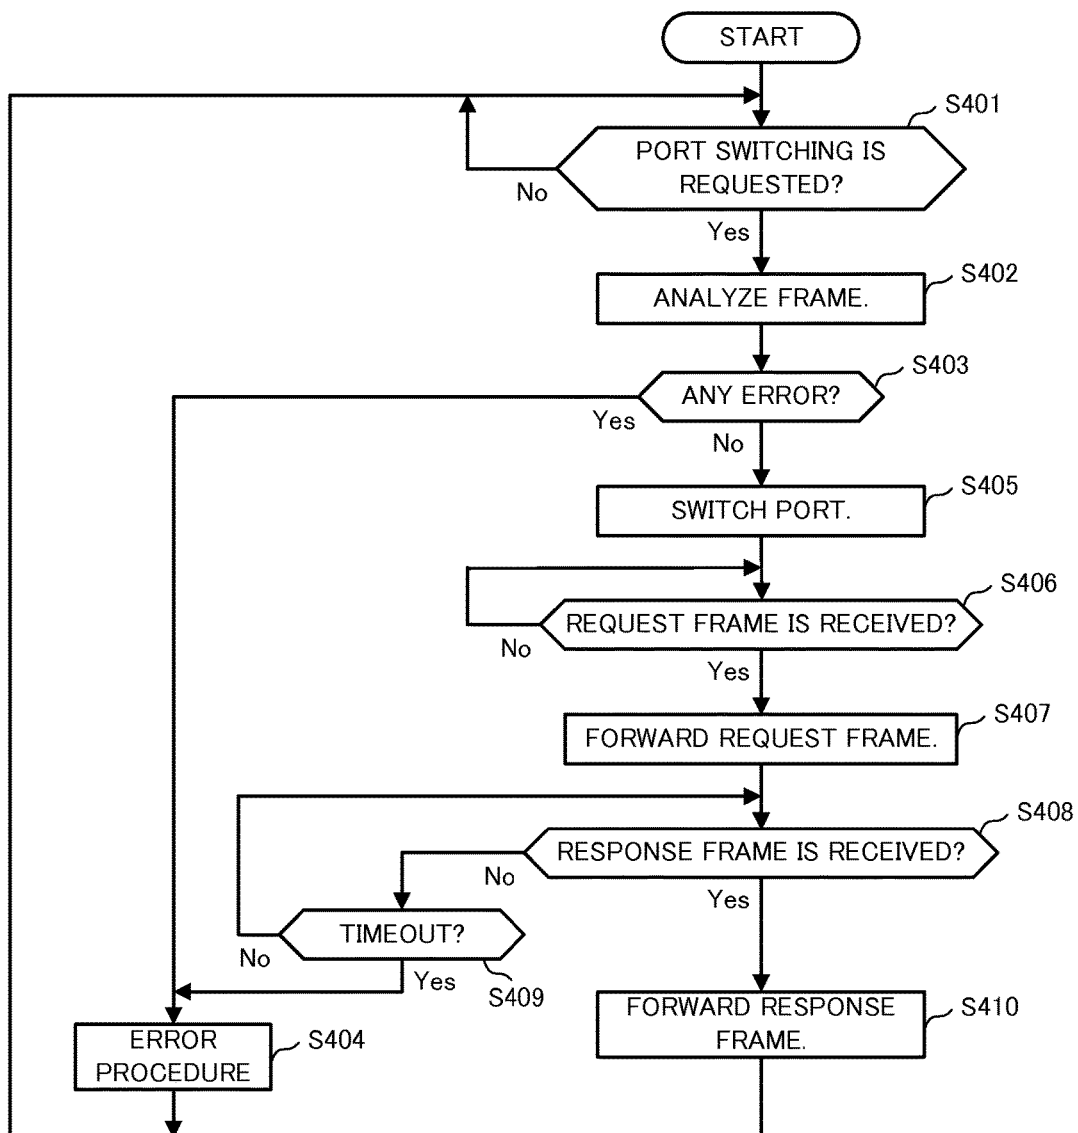 START
S401
PORT SWITCHING IS
REQUESTED?
No
Yes
S402
ANALYZE FRAME.
S403
ANY ERROR?
Yes
No
S405
SWITCH PORT.
S406
REQUEST FRAME IS RECEIVED?
No
Yes
S407
FORWARD REQUEST FRAME.
S408
RESPONSE FRAME IS RECEIVED?
No
Yes
TIMEOUT?
No
Yes
S409
FORWARD RESPONSE
FRAME.
S410
ERROR
PROCEDURE
S404